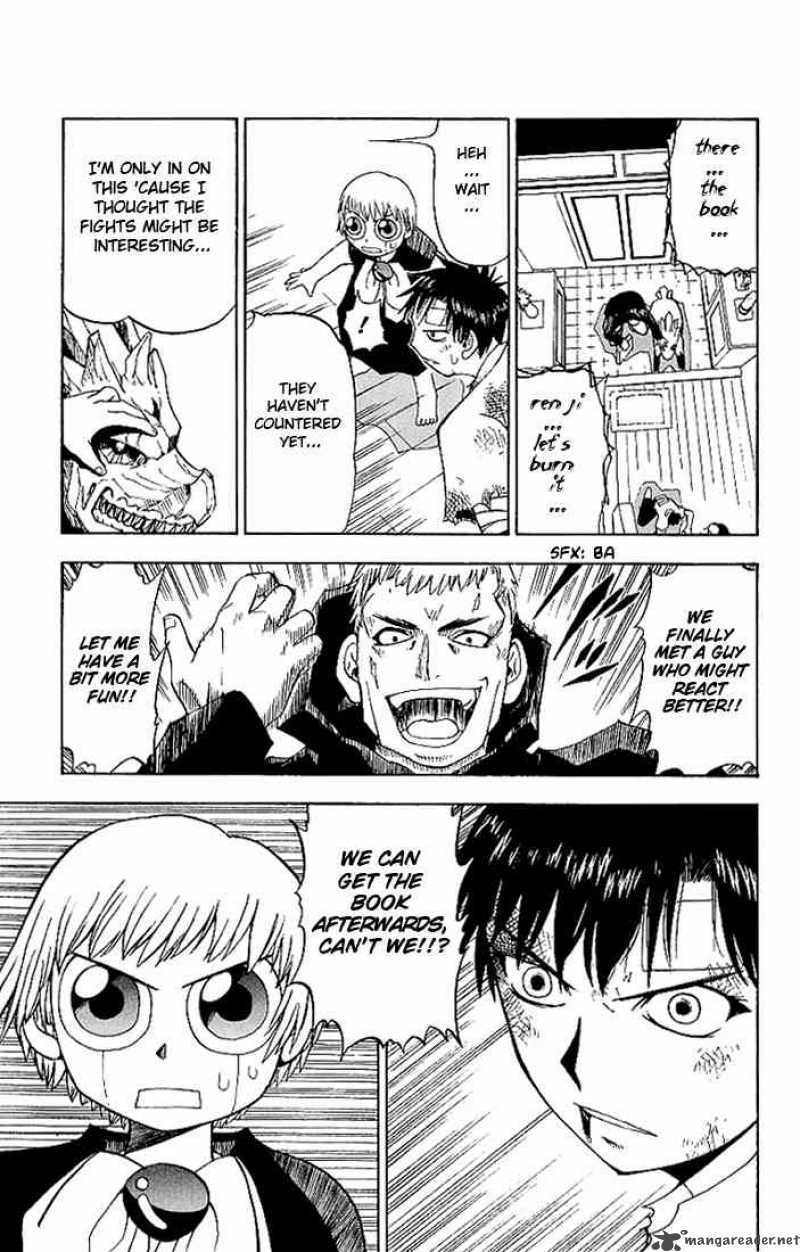 there
...
the
book
...
renji
...
let's
burn
it
...
HEH
...
WAIT
...
!
THEY
HAVEN'T
COUNTERED
YET...
I'M ONLY IN ON
THIS 'CAUSE I
THOUGHT THE
FIGHTS MIGHT BE
INTERESTING...
SFX: BA
WE
FINALLY
MET A GUY
WHO MIGHT
REACT
BETTER!!
LET ME
HAVE A
BIT MORE
FUN!!
WE CAN
GET THE
BOOK
AFTERWARDS,
CAN'T WE!!?
mangareader.net